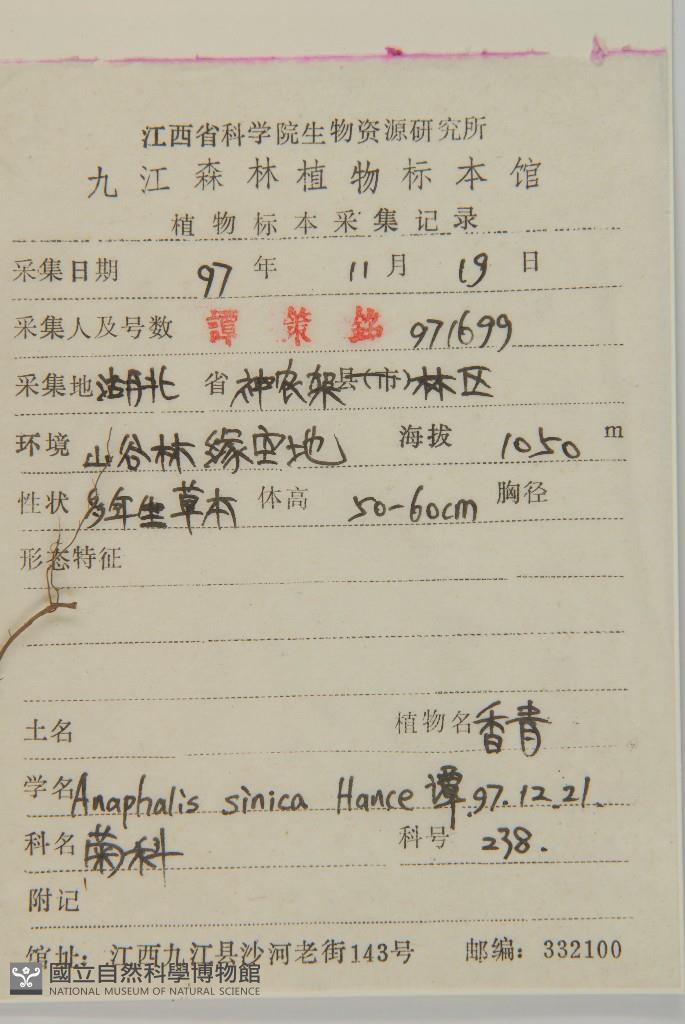 江西省科学院生物资源研究所
九江森林植物标本馆
植物标本采集记录
采集日期 97 年 11 月 19 日
采集人及号数 譚策銘 971699
采集地 湖北 省 神农架县(市)林区
环境 山谷林缘空地 海拔 1050 m
性状 多年生草本 体高 50-60cm 胸径
形态特征
土名 植物名 香青
学名 Anaphalis sinica Hance 谭.97.12.21.
科名 菊科 科号 238.
附记
馆址：江西九江县沙河老街143号 邮编：332100
國立自然科學博物館
NATIONAL MUSEUM OF NATURAL SCIENCE